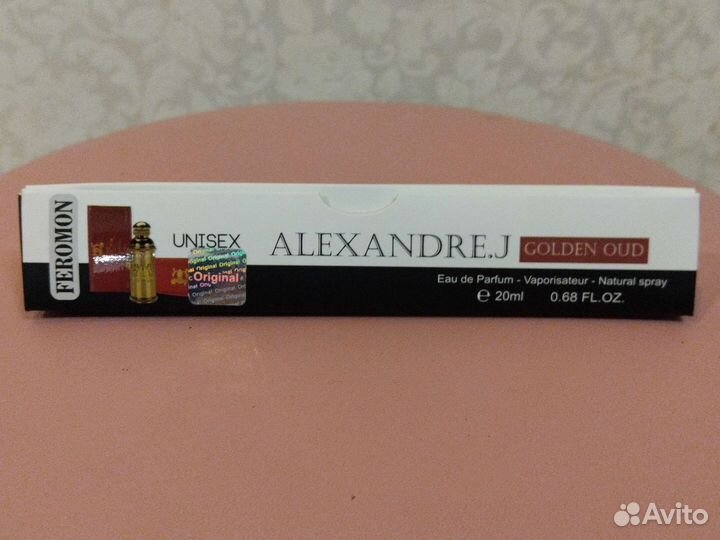 FEROMON
UNISEX
Original
ALEXANDRE.J
GOLDEN OUD
Eau de Parfum - Vaporisateur - Natural spray
℮ 20ml 0.68 FL.OZ.
Avito